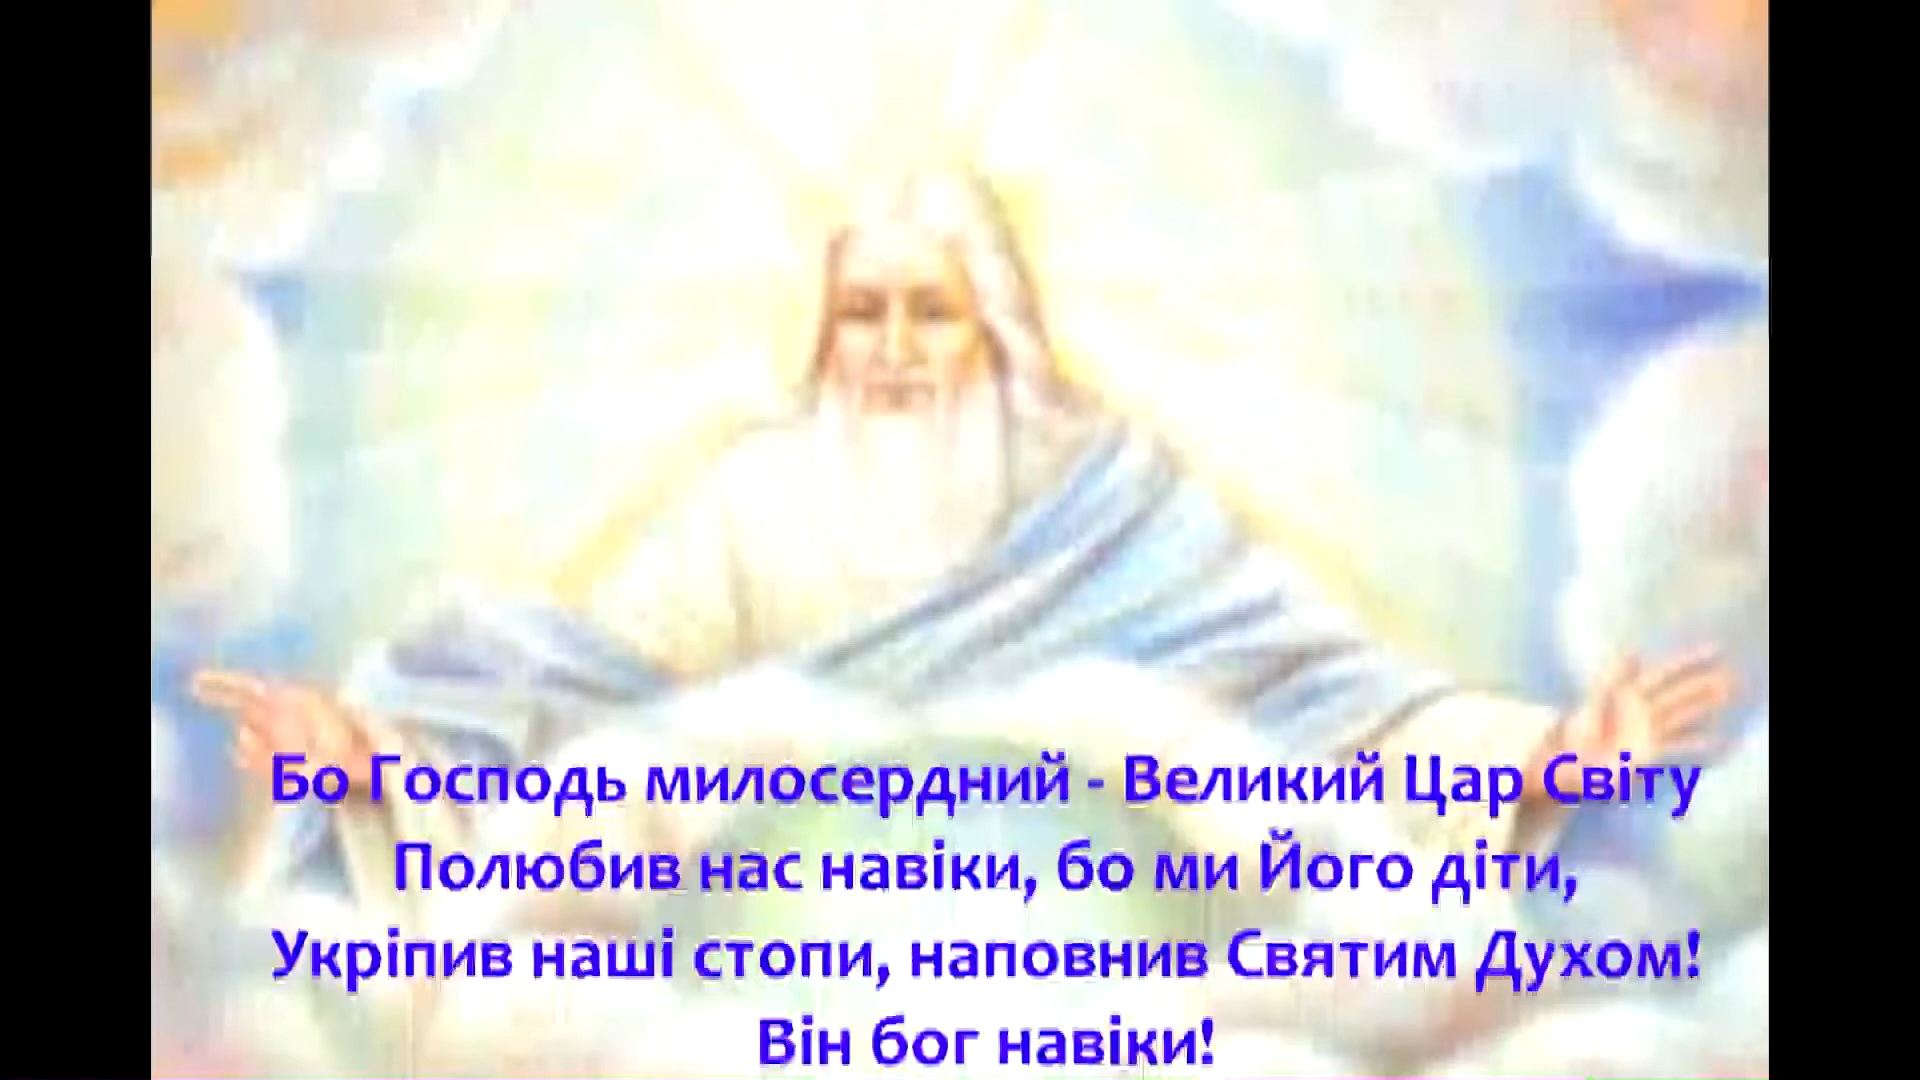 Бо Господь милосердний - Великий Цар Світу
Полюбив нас навіки, бо ми Його діти,
Укріпив наші стопи, наповнив Святим Духом!
Він бог навіки!